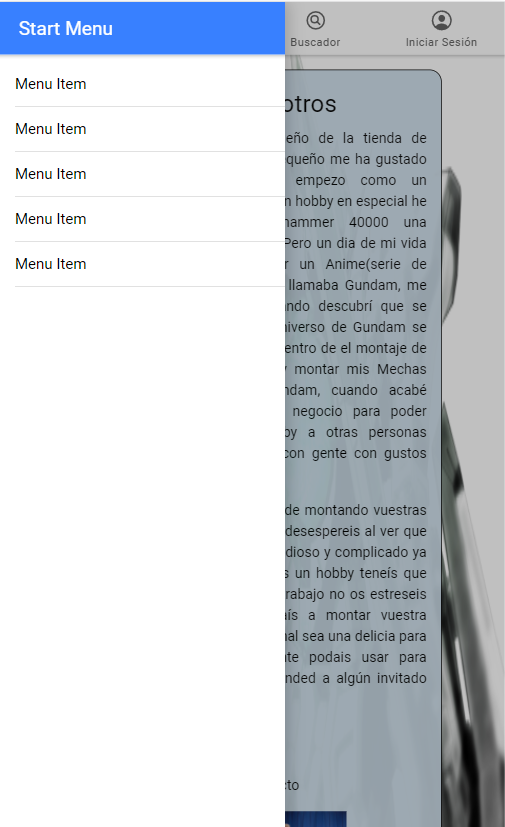 Start Menu
Buscador
Iniciar Sesión
Menu Item
Menu Item
Menu Item
Menu Item
Menu Item
otros
eño de la tienda de
equeño me ha gustado
empezo como un
n hobby en especial he
hammer 40000 una
Pero un dia de mi vida
r un Anime(serie de
llamaba Gundam, me
ando descubrí que se
niverso de Gundam se
entro de el montaje de
y montar mis Mechas
ndam, cuando acabé
negocio para poder
by a otras personas
con gente con gustos
de montando vuestras
desespereis al ver que
dioso y complicado ya
s un hobby teneís que
rabajo no os estreseis
aís a montar vuestra
nal sea una delicia para
nte podais usar para
nded a algún invitado
cto